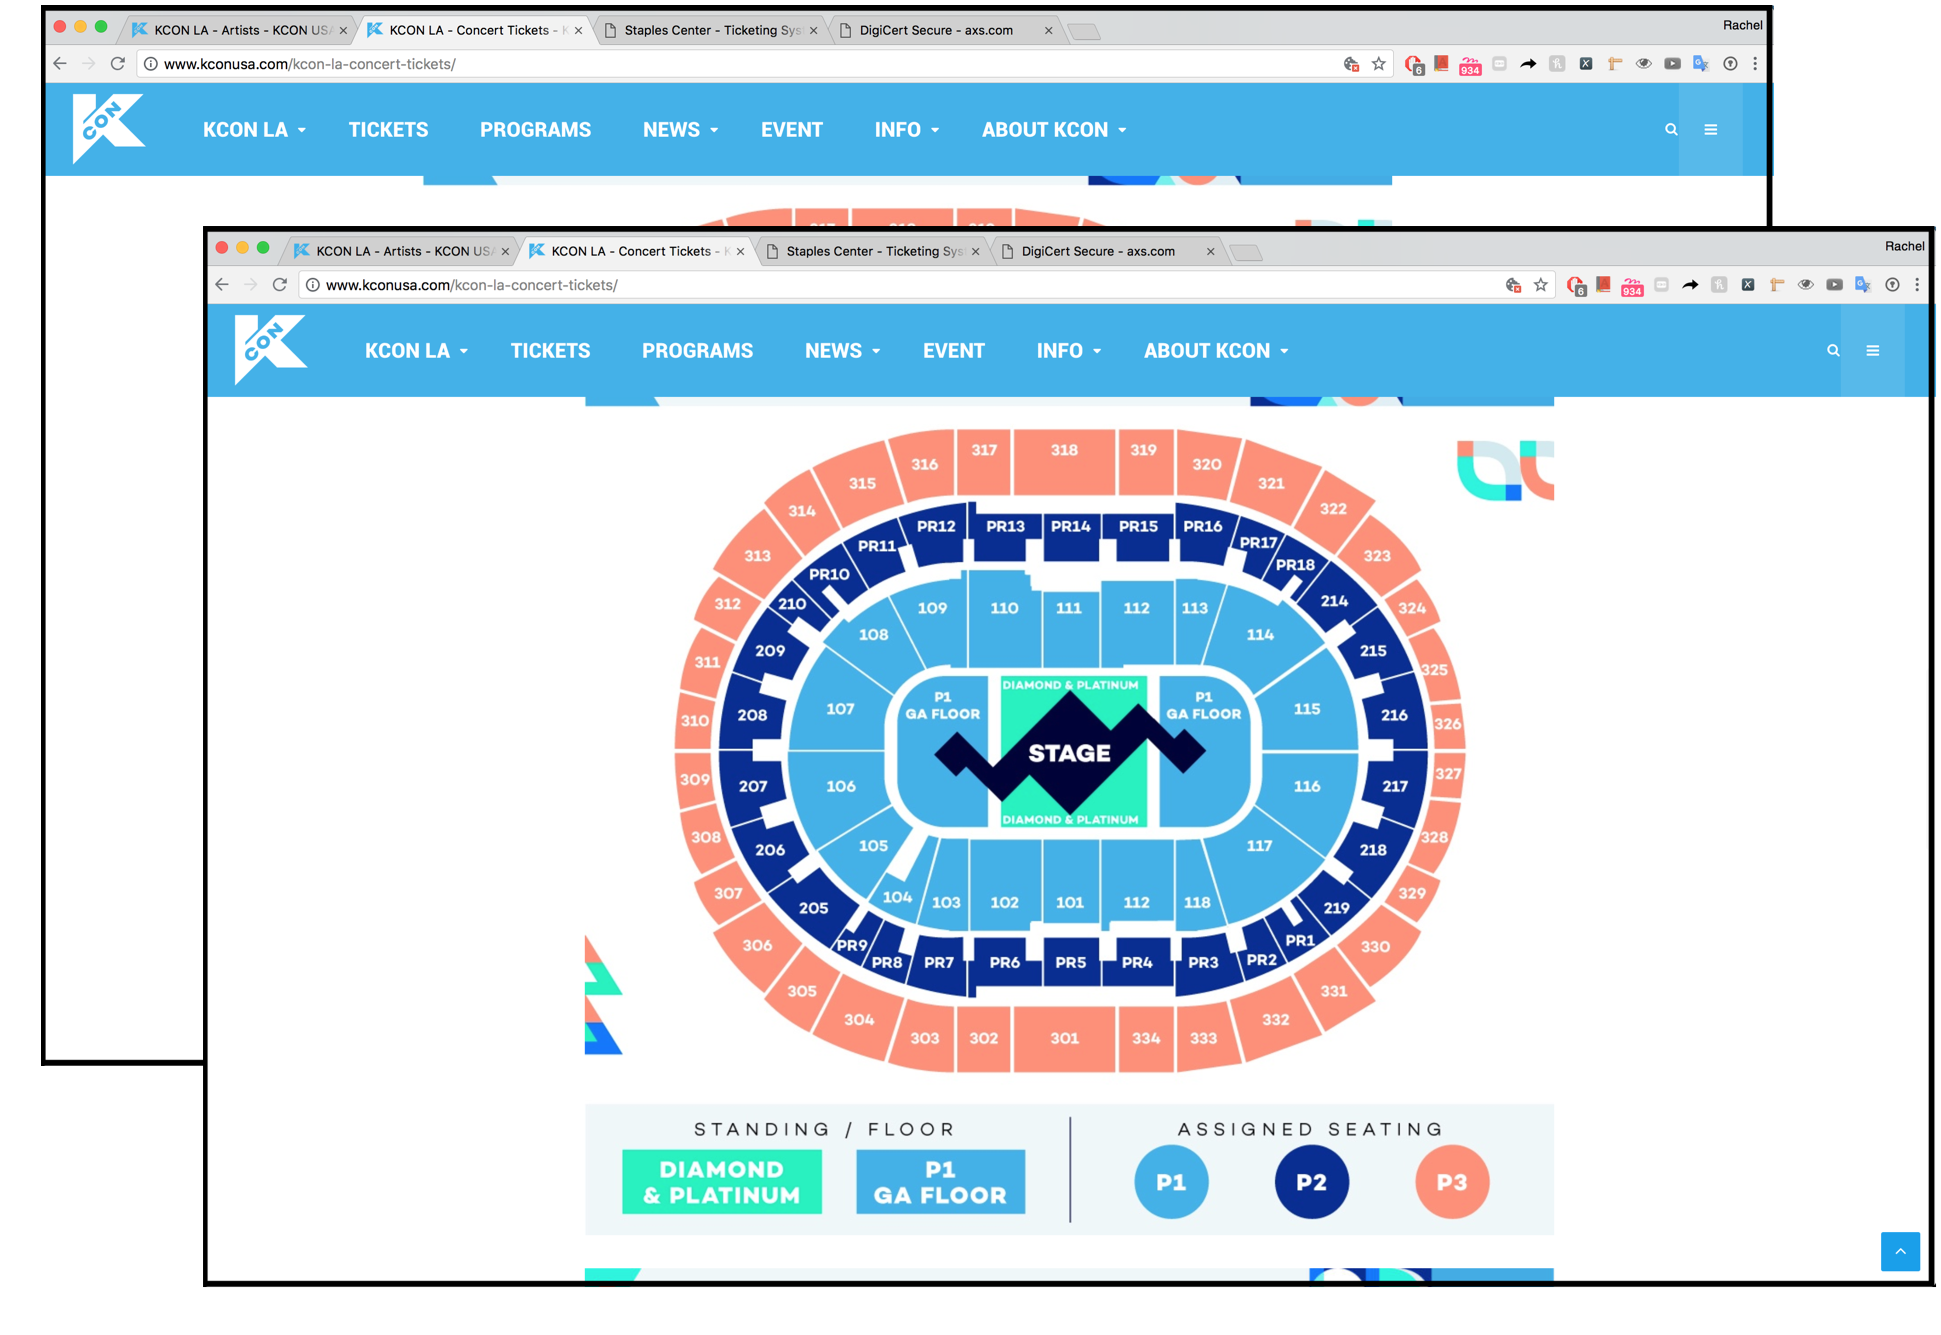 KCON LA - Artists - KCON US
KCON LA - Concert Tickets - K
Staples Center - Ticketing Sys
DigiCert Secure - axs.com
Rachel
www.kconusa.com/kcon-la-concert-tickets/
6
934
CON
KCON LA
TICKETS
PROGRAMS
NEWS
EVENT
INFO
ABOUT KCON
KCON LA - Artists - KCON US
KCON LA - Concert Tickets - K
Staples Center - Ticketing Sys
DigiCert Secure - axs.com
Rachel
www.kconusa.com/kcon-la-concert-tickets/
6
934
CON
KCON LA
TICKETS
PROGRAMS
NEWS
EVENT
INFO
ABOUT KCON
316 317 318 319 320
315 321
314 322
313 323
312 324
311 325
310 326
309 327
308 328
307 329
306 330
305 331
304 332
303 302 301 334 333
PR12 PR13 PR14 PR15 PR16
PR11 PR17
PR10 PR18
210 214
209 215
208 216
207 217
206 218
205 219
PR9 PR1
PR8 PR2
PR7 PR6 PR5 PR4 PR3
109 110 111 112 113
108 114
107 115
106 116
105 117
104 103 102 101 112 118
P1
GA FLOOR
DIAMOND & PLATINUM
STAGE
DIAMOND & PLATINUM
P1
GA FLOOR
STANDING / FLOOR
DIAMOND
& PLATINUM
P1
GA FLOOR
ASSIGNED SEATING
P1
P2
P3